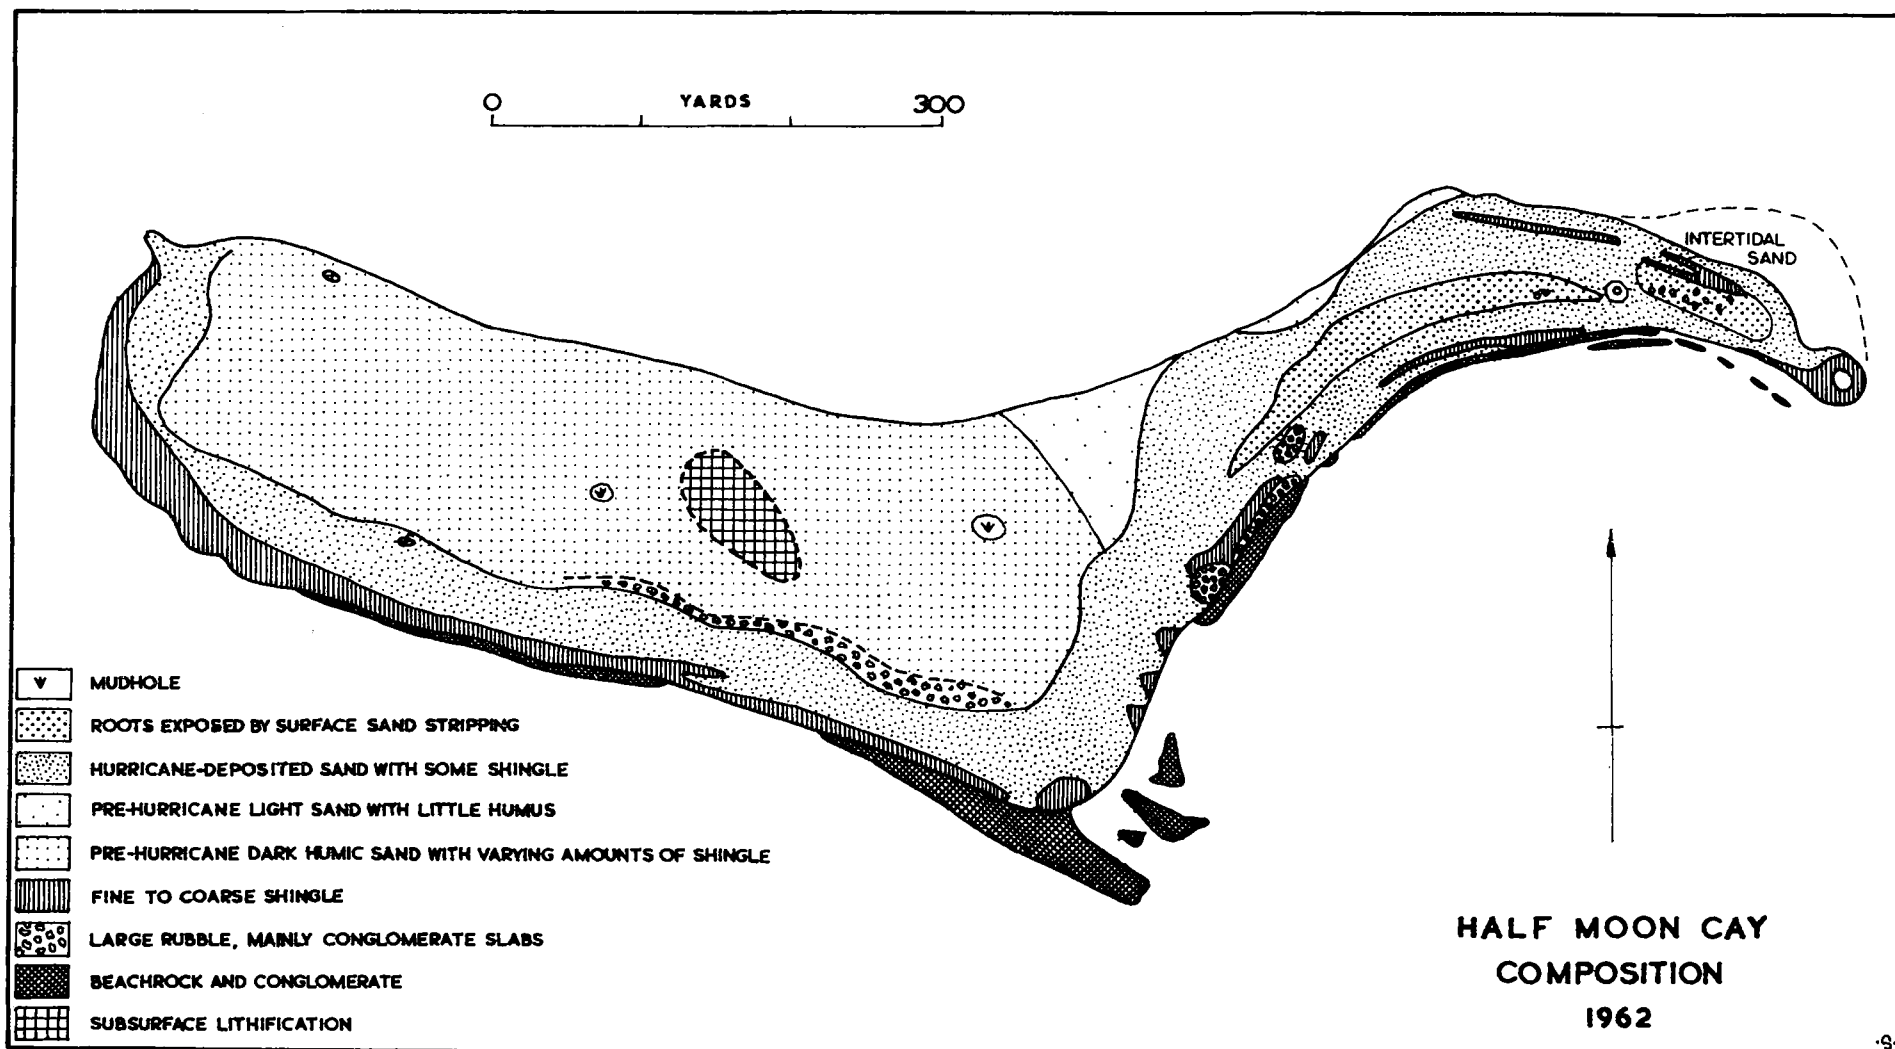 0 YARDS 300
INTERTIDAL
SAND
MUDHOLE
ROOTS EXPOSED BY SURFACE SAND STRIPPING
HURRICANE-DEPOSITED SAND WITH SOME SHINGLE
PRE-HURRICANE LIGHT SAND WITH LITTLE HUMUS
PRE-HURRICANE DARK HUMIC SAND WITH VARYING AMOUNTS OF SHINGLE
FINE TO COARSE SHINGLE
LARGE RUBBLE, MAINLY CONGLOMERATE SLABS
BEACHROCK AND CONGLOMERATE
SUBSURFACE LITHIFICATION
HALF MOON CAY
COMPOSITION
1962